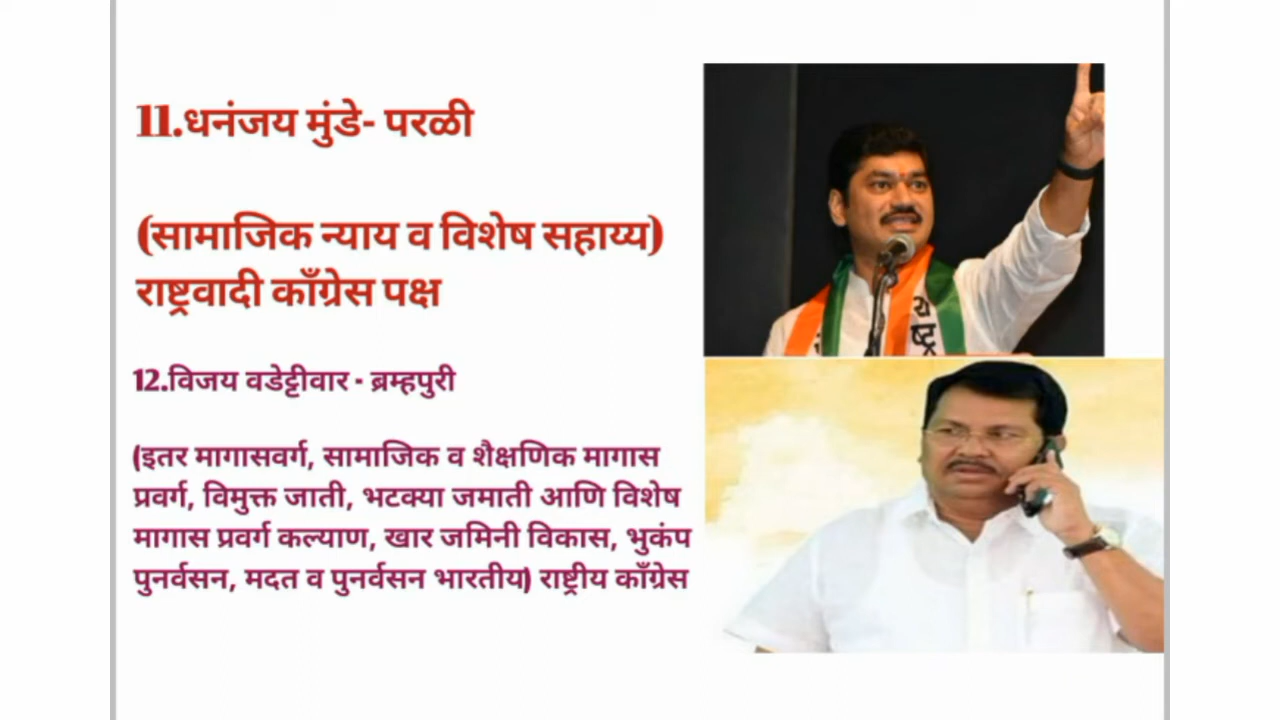 11.धनंजय मुंडे- परळी
(सामाजिक न्याय व विशेष सहाय्य)
राष्ट्रवादी काँग्रेस पक्ष
12.विजय वडेट्टीवार - ब्रम्हपुरी
(इतर मागासवर्ग, सामाजिक व शैक्षणिक मागास
प्रवर्ग, विमुक्त जाती, भटक्या जमाती आणि विशेष
मागास प्रवर्ग कल्याण, खार जमिनी विकास, भुकंप
पुनर्वसन, मदत व पुनर्वसन भारतीय) राष्ट्रीय काँग्रेस